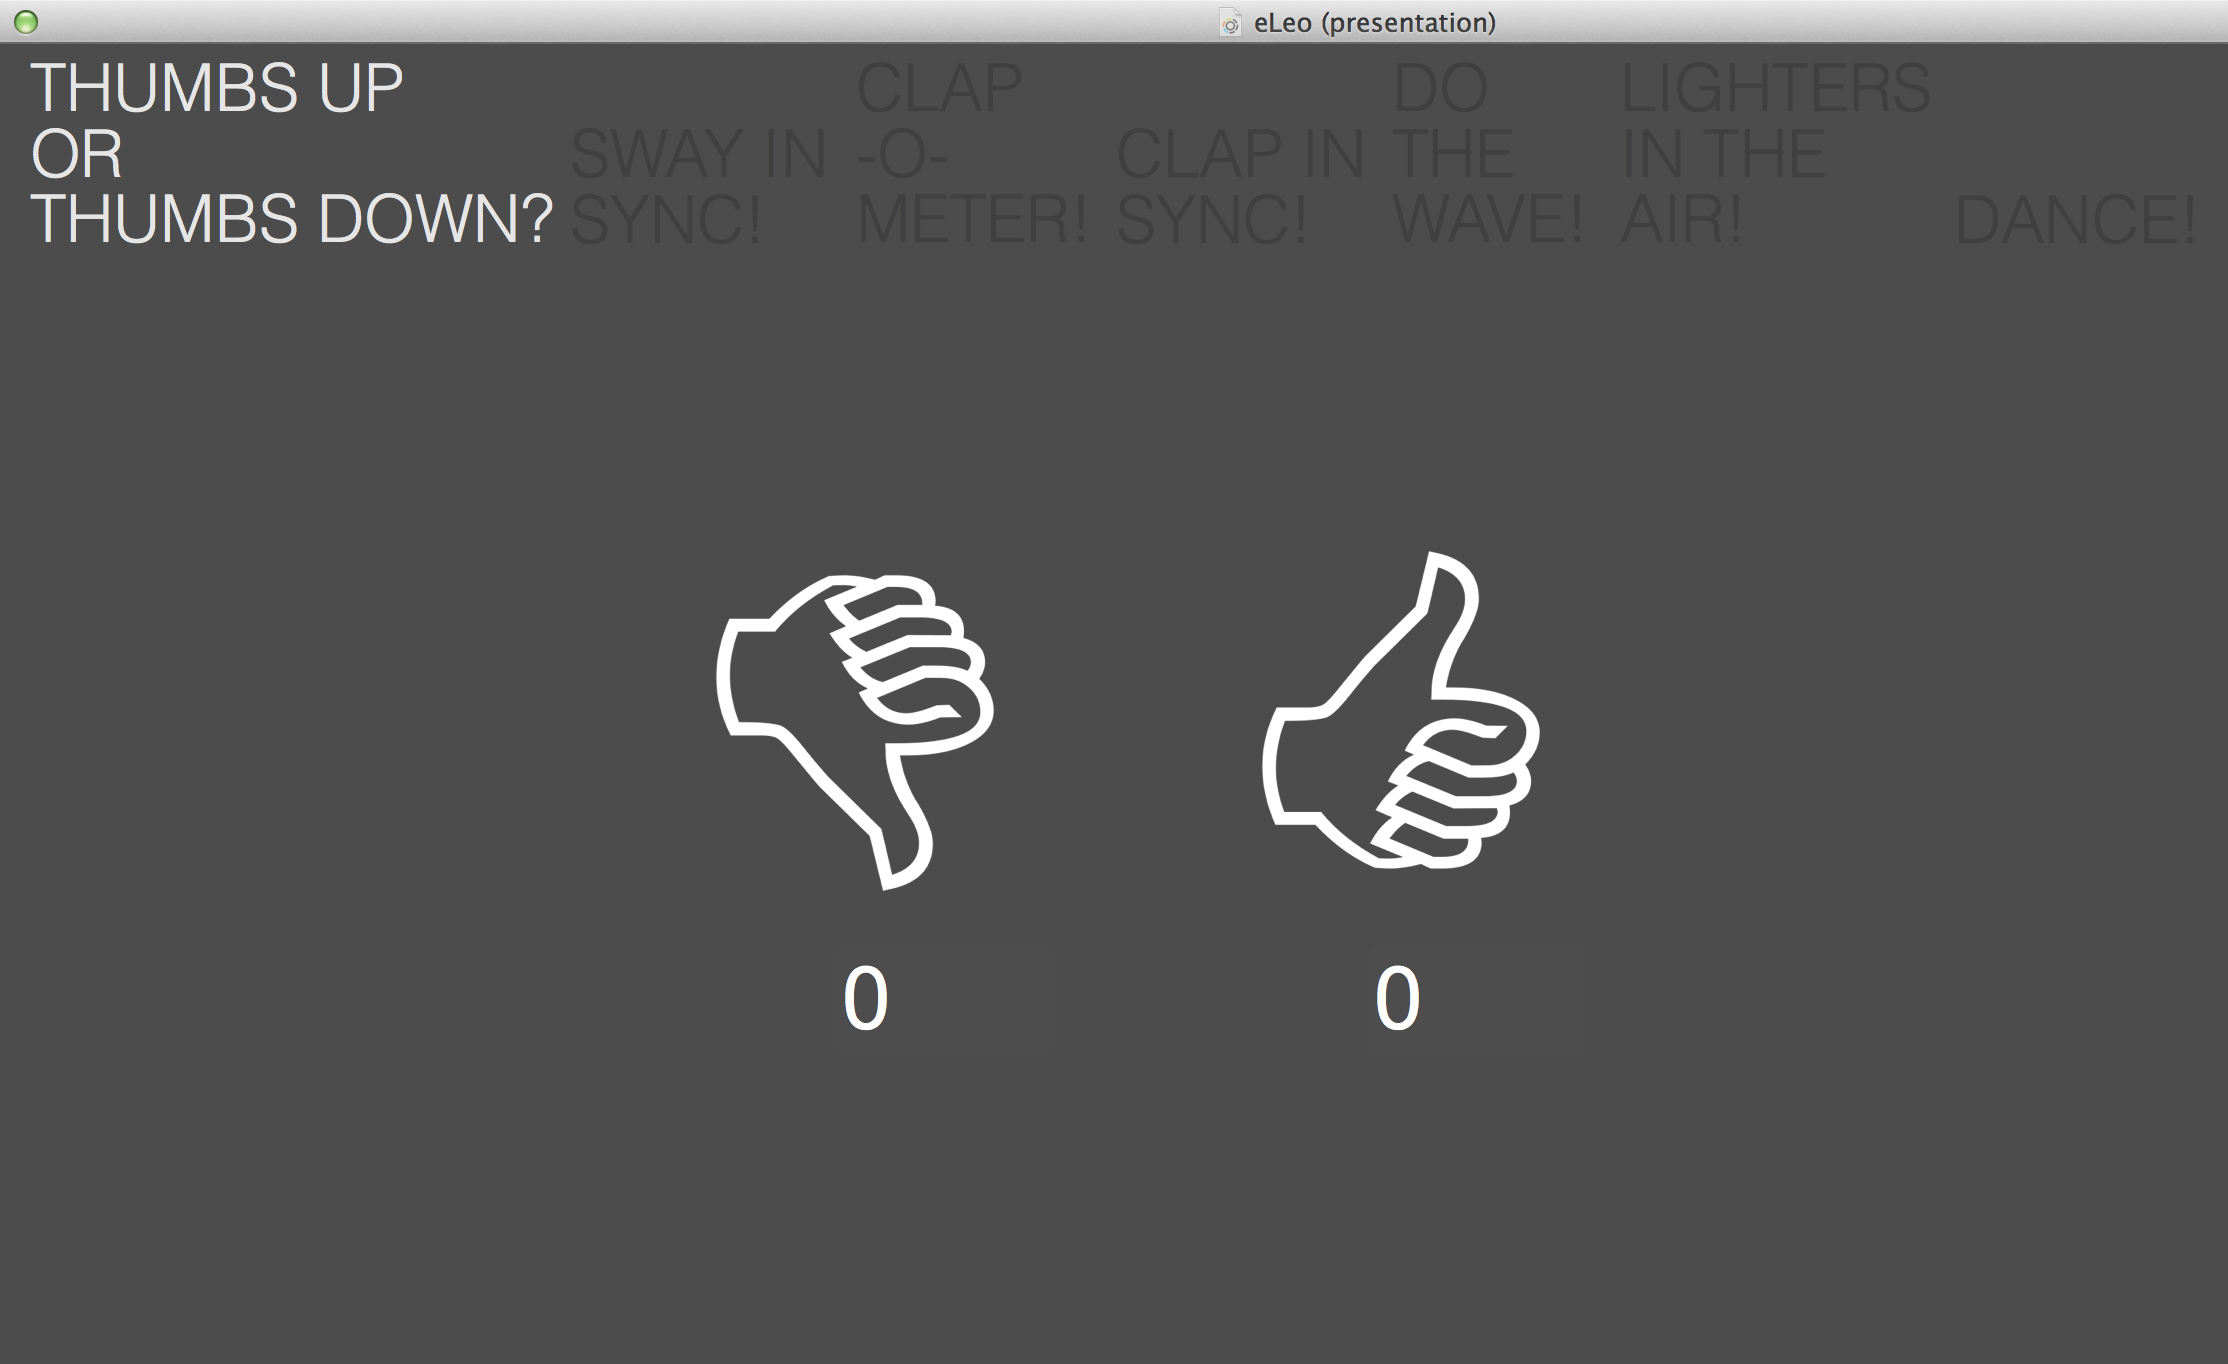 eLeo (presentation)
THUMBS UP
OR
THUMBS DOWN?
SWAY IN
SYNC!
CLAP
-O-
METER!
CLAP IN
SYNC!
DO
THE
WAVE!
LIGHTERS
IN THE
AIR!
DANCE!
0
0